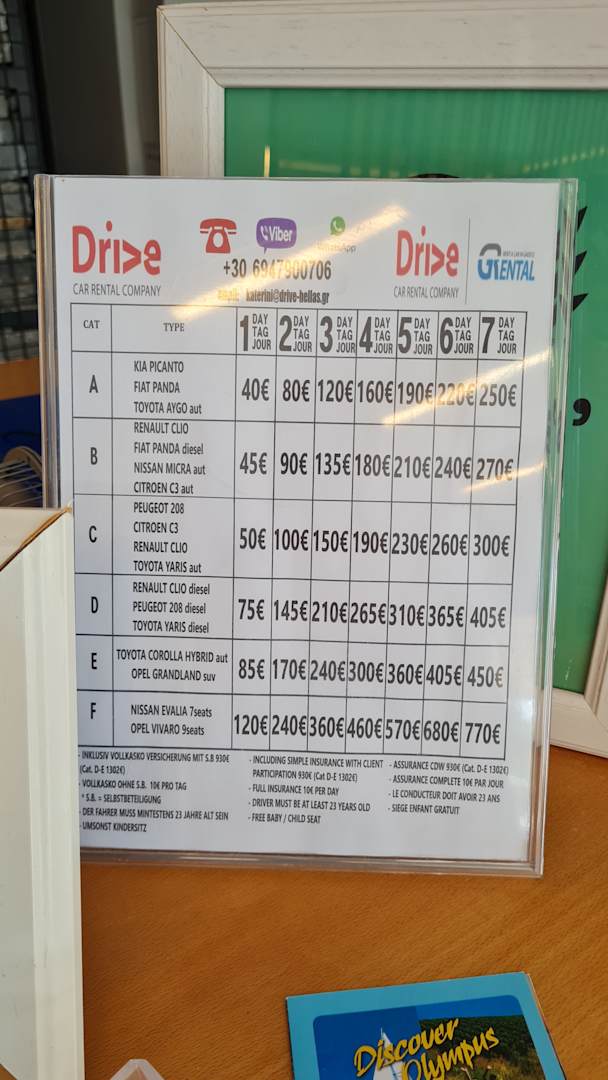 Drive
CAR RENTAL COMPANY
Viber
+30 6947900706
email: katerini@drive-hellas.gr
Drive
CAR RENTAL COMPANY
GRENTAL
CAT TYPE 1 DAY TAG JOUR 2 DAY TAG JOUR 3 DAY TAG JOUR 4 DAY TAG JOUR 5 DAY TAG JOUR 6 DAY TAG JOUR 7 DAY TAG JOUR
A
KIA PICANTO
FIAT PANDA
TOYOTA AYGO aut
40€ 80€ 120€ 160€ 190€ 220€ 250€
B
RENAULT CLIO
FIAT PANDA diesel
NISSAN MICRA aut
CITROEN C3 aut
45€ 90€ 135€ 180€ 210€ 240€ 270€
C
PEUGEOT 208
CITROEN C3
RENAULT CLIO
TOYOTA YARIS aut
50€ 100€ 150€ 190€ 230€ 260€ 300€
D
RENAULT CLIO diesel
PEUGEOT 208 diesel
TOYOTA YARIS diesel
75€ 145€ 210€ 265€ 310€ 365€ 405€
E
TOYOTA COROLLA HYBRID aut
OPEL GRANDLAND suv
85€ 170€ 240€ 300€ 360€ 405€ 450€
F
NISSAN EVALIA 7seats
OPEL VIVARO 9seats
120€ 240€ 360€ 460€ 570€ 680€ 770€
- INKLUSIV VOLLKASKO VERSICHERUNG MIT S.B 930€
(Cat. D-E 1302€)
- VOLLKASKO OHNE S.B. 10€ PRO TAG
* S.B. = SELBSTBETEILIGUNG
- DER FAHRER MUSS MINTESTENS 23 JAHRE ALT SEIN
- UMSONST KINDERSITZ
- INCLUDING SIMPLE INSURANCE WITH CLIENT
PARTICIPATION 930€ (Cat D-E 1302€)
- FULL INSURANCE 10€ PER DAY
- DRIVER MUST BE AT LEAST 23 YEARS OLD
- FREE BABY / CHILD SEAT
- ASSURANCE CDW 930€ (Cat. D-E 1302€)
- ASSURANCE COMPLETE 10€ PAR JOUR
- LE CONDUCTEUR DOIT AVOIR 23 ANS
- SIEGE ENFANT GRATUIT
Discover
Olympus